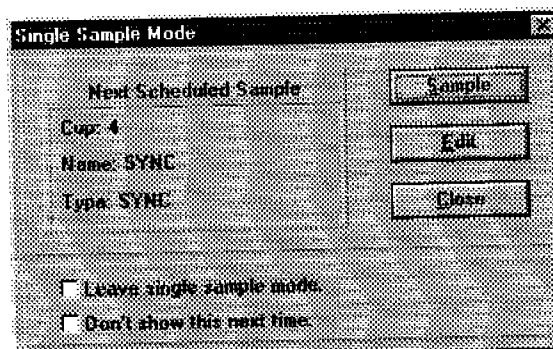 Single Sample Mode
Next Scheduled Sample
Cup: 4
Name: SYNC
Type: SYNC
Sample
Edit
Close
Leave single sample mode.
Don't show this next time.